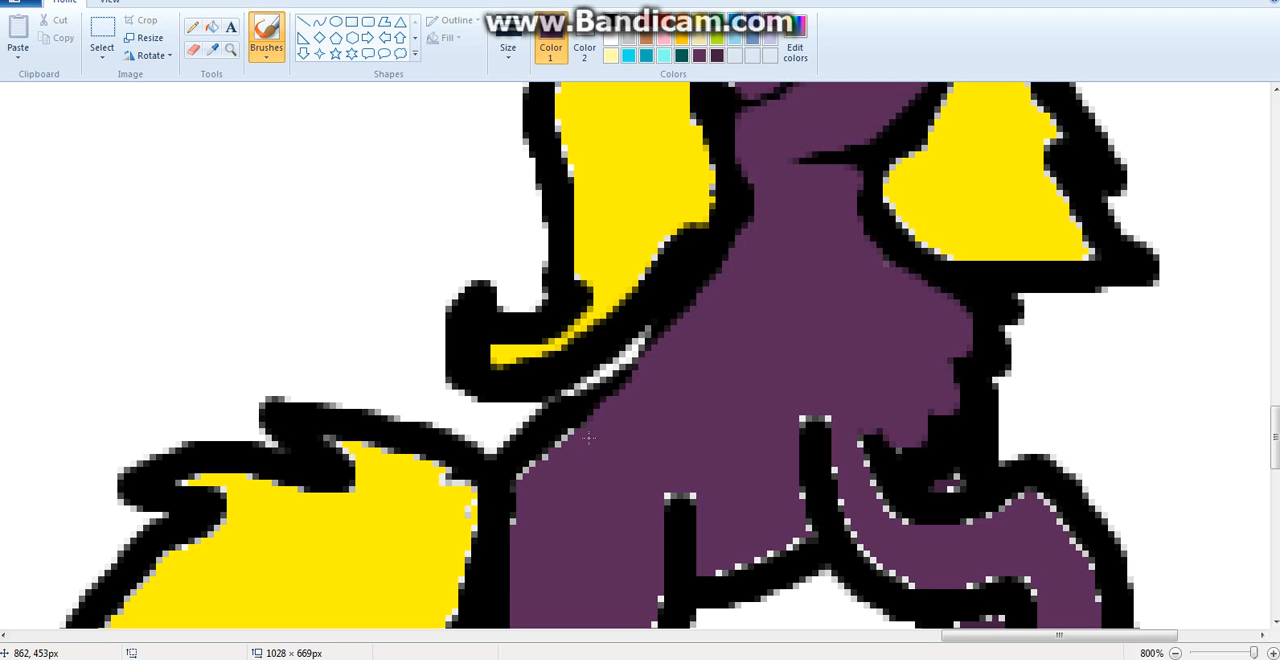 Home View
www.Bandicam.com
Cut Crop Outline
Copy Resize Fill
Paste Select Rotate Brushes Size Color 1 Color 2 Edit colors
Clipboard Image Tools Shapes Colors
862, 453px 1028 × 669px 800%